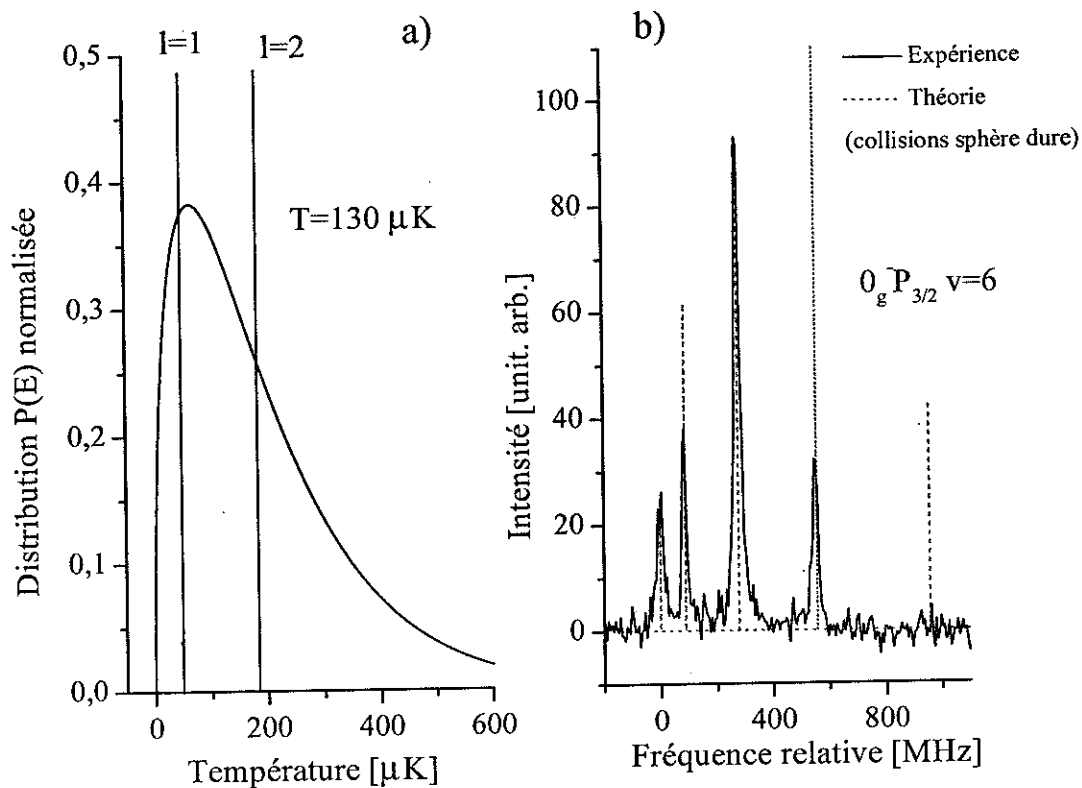 a)
l=1
l=2
0,5
0,4
0,3
0,2
0,1
0,0
Distribution P(E) normalisée
T=130 µK
0
200
400
600
Température [µK]
b)
100
80
60
40
20
0
Intensité [unit. arb.]
Expérience
Théorie
(collisions sphère dure)
0g⁻P3/2 v=6
0
400
800
Fréquence relative [MHz]